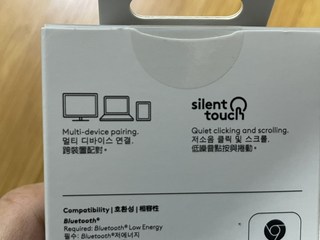 silent
touch
Multi-device pairing.
멀티 디바이스 연결.
跨裝置配對。
Quiet clicking and scrolling.
저소음 클릭 및 스크롤.
低噪音點按與捲動。
Compatibility | 호환성 | 相容性
Bluetooth®
Required: Bluetooth® Low Energy
필수: Bluetooth®저에너지